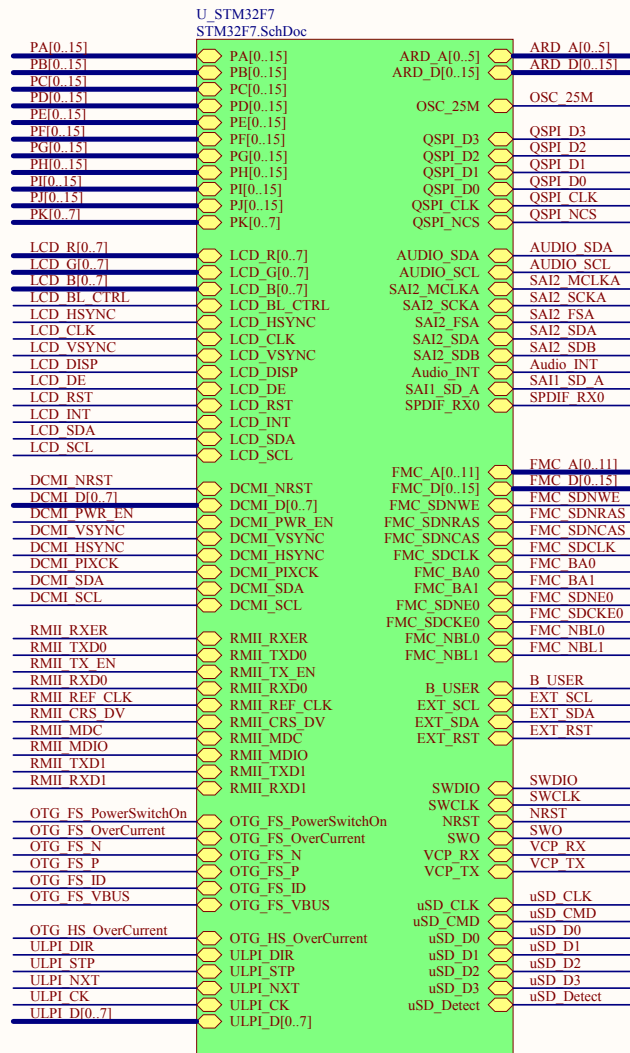 U_STM32F7
STM32F7.SchDoc
PA[0..15]
PB[0..15]
PC[0..15]
PD[0..15]
PE[0..15]
PF[0..15]
PG[0..15]
PH[0..15]
PI[0..15]
PJ[0..15]
PK[0..7]
LCD_R[0..7]
LCD_G[0..7]
LCD_B[0..7]
LCD_BL_CTRL
LCD_HSYNC
LCD_CLK
LCD_VSYNC
LCD_DISP
LCD_DE
LCD_RST
LCD_INT
LCD_SDA
LCD_SCL
DCMI_NRST
DCMI_D[0..7]
DCMI_PWR_EN
DCMI_VSYNC
DCMI_HSYNC
DCMI_PIXCK
DCMI_SDA
DCMI_SCL
RMII_RXER
RMII_TXD0
RMII_TX_EN
RMII_RXD0
RMII_REF_CLK
RMII_CRS_DV
RMII_MDC
RMII_MDIO
RMII_TXD1
RMII_RXD1
OTG_FS_PowerSwitchOn
OTG_FS_OverCurrent
OTG_FS_N
OTG_FS_P
OTG_FS_ID
OTG_FS_VBUS
OTG_HS_OverCurrent
ULPI_DIR
ULPI_STP
ULPI_NXT
ULPI_CK
ULPI_D[0..7]
PA[0..15]
PB[0..15]
PC[0..15]
PD[0..15]
PE[0..15]
PF[0..15]
PG[0..15]
PH[0..15]
PI[0..15]
PJ[0..15]
PK[0..7]
LCD_R[0..7]
LCD_G[0..7]
LCD_B[0..7]
LCD_BL_CTRL
LCD_HSYNC
LCD_CLK
LCD_VSYNC
LCD_DISP
LCD_DE
LCD_RST
LCD_INT
LCD_SDA
LCD_SCL
DCMI_NRST
DCMI_D[0..7]
DCMI_PWR_EN
DCMI_VSYNC
DCMI_HSYNC
DCMI_PIXCK
DCMI_SDA
DCMI_SCL
RMII_RXER
RMII_TXD0
RMII_TX_EN
RMII_RXD0
RMII_REF_CLK
RMII_CRS_DV
RMII_MDC
RMII_MDIO
RMII_TXD1
RMII_RXD1
OTG_FS_PowerSwitchOn
OTG_FS_OverCurrent
OTG_FS_N
OTG_FS_P
OTG_FS_ID
OTG_FS_VBUS
OTG_HS_OverCurrent
ULPI_DIR
ULPI_STP
ULPI_NXT
ULPI_CK
ULPI_D[0..7]
ARD_A[0..5]
ARD_D[0..15]
OSC_25M
QSPI_D3
QSPI_D2
QSPI_D1
QSPI_D0
QSPI_CLK
QSPI_NCS
AUDIO_SDA
AUDIO_SCL
SAI2_MCLKA
SAI2_SCKA
SAI2_FSA
SAI2_SDA
SAI2_SDB
Audio_INT
SAI1_SD_A
SPDIF_RX0
FMC_A[0..11]
FMC_D[0..15]
FMC_SDNWE
FMC_SDNRAS
FMC_SDNCAS
FMC_SDCLK
FMC_BA0
FMC_BA1
FMC_SDNE0
FMC_SDCKE0
FMC_NBL0
FMC_NBL1
B_USER
EXT_SCL
EXT_SDA
EXT_RST
SWDIO
SWCLK
NRST
SWO
VCP_RX
VCP_TX
uSD_CLK
uSD_CMD
uSD_D0
uSD_D1
uSD_D2
uSD_D3
uSD_Detect
ARD_A[0..5]
ARD_D[0..15]
OSC_25M
QSPI_D3
QSPI_D2
QSPI_D1
QSPI_D0
QSPI_CLK
QSPI_NCS
AUDIO_SDA
AUDIO_SCL
SAI2_MCLKA
SAI2_SCKA
SAI2_FSA
SAI2_SDA
SAI2_SDB
Audio_INT
SAI1_SD_A
SPDIF_RX0
FMC_A[0..11]
FMC_D[0..15]
FMC_SDNWE
FMC_SDNRAS
FMC_SDNCAS
FMC_SDCLK
FMC_BA0
FMC_BA1
FMC_SDNE0
FMC_SDCKE0
FMC_NBL0
FMC_NBL1
B_USER
EXT_SCL
EXT_SDA
EXT_RST
SWDIO
SWCLK
NRST
SWO
VCP_RX
VCP_TX
uSD_CLK
uSD_CMD
uSD_D0
uSD_D1
uSD_D2
uSD_D3
uSD_Detect